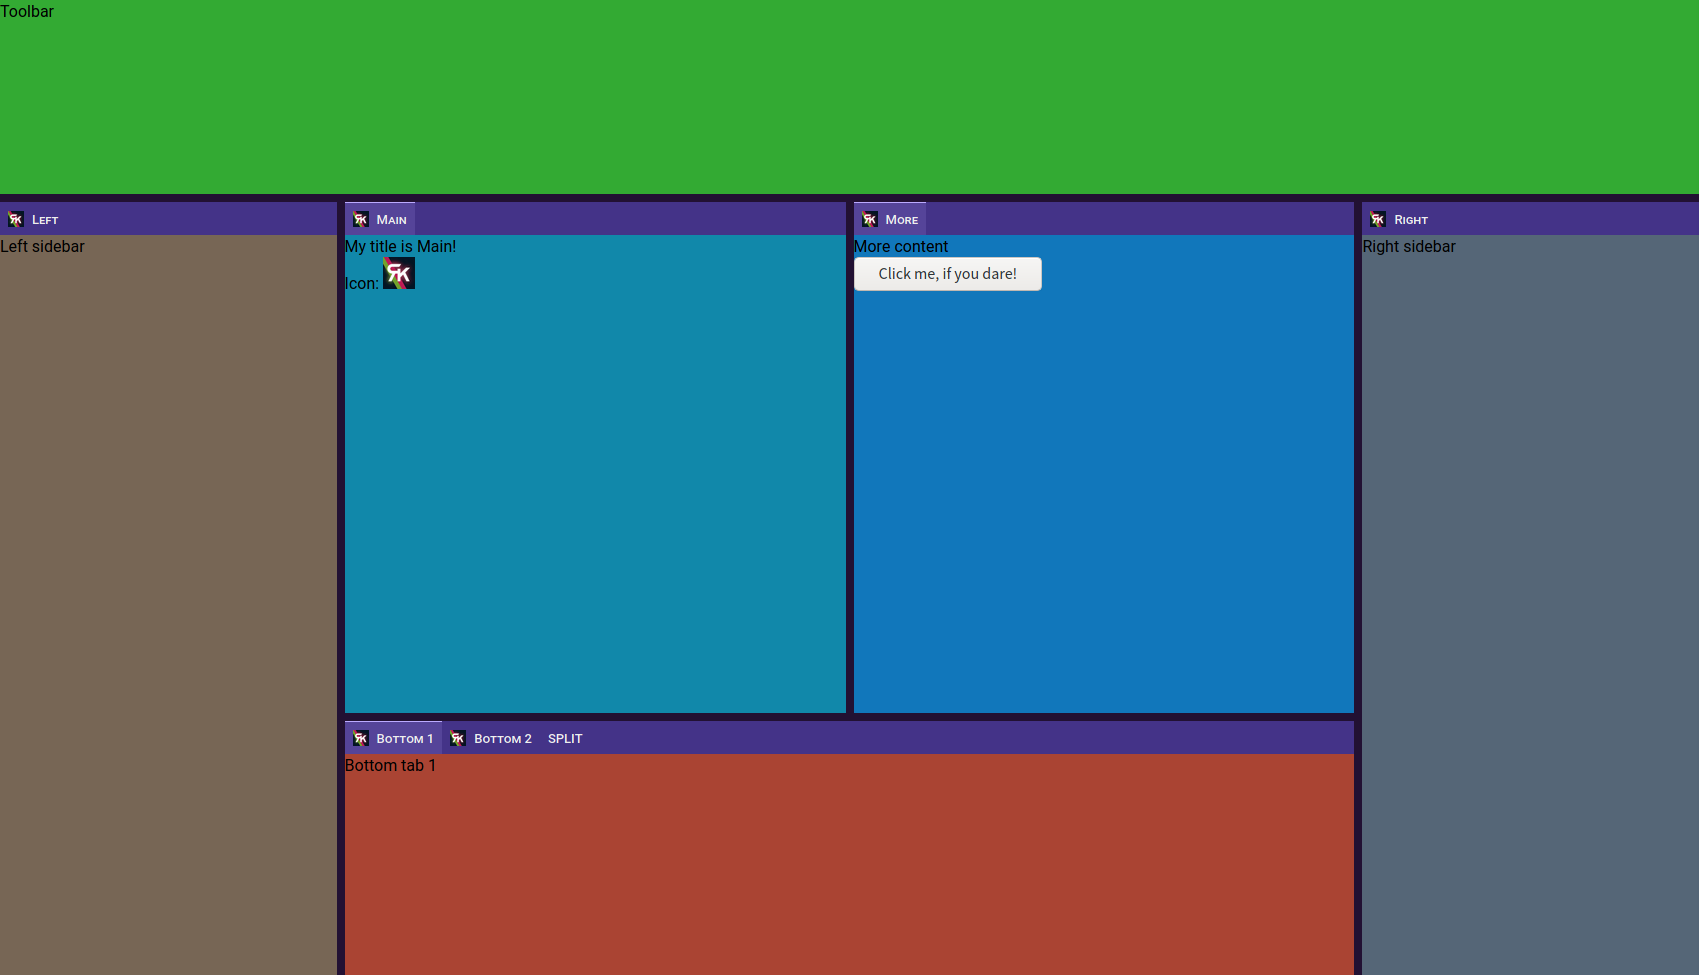 Toolbar
Left
Left sidebar
Main
My title is Main!
Icon:
More
More content
Click me, if you dare!
Right
Right sidebar
Bottom 1
Bottom 2
SPLIT
Bottom tab 1